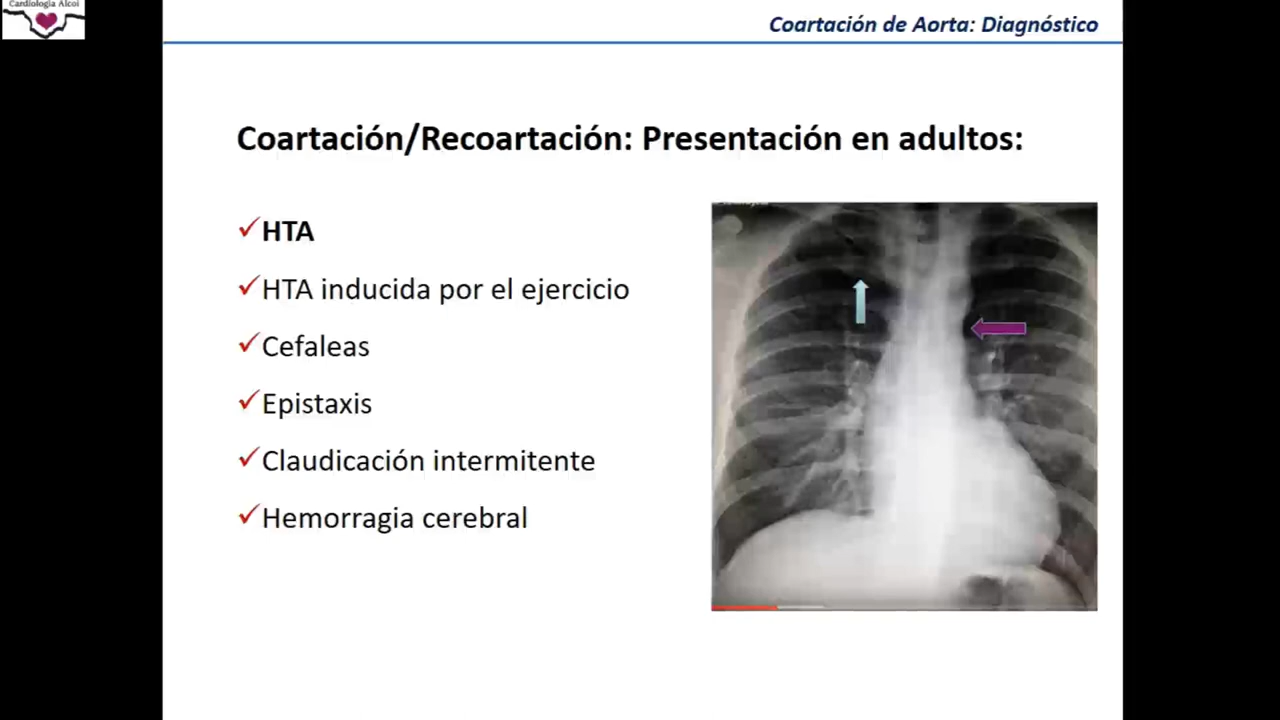 Cardiología Alcoi
Coartación de Aorta: Diagnóstico
Coartación/Recoartación: Presentación en adultos:
HTA
HTA inducida por el ejercicio
Cefaleas
Epistaxis
Claudicación intermitente
Hemorragia cerebral